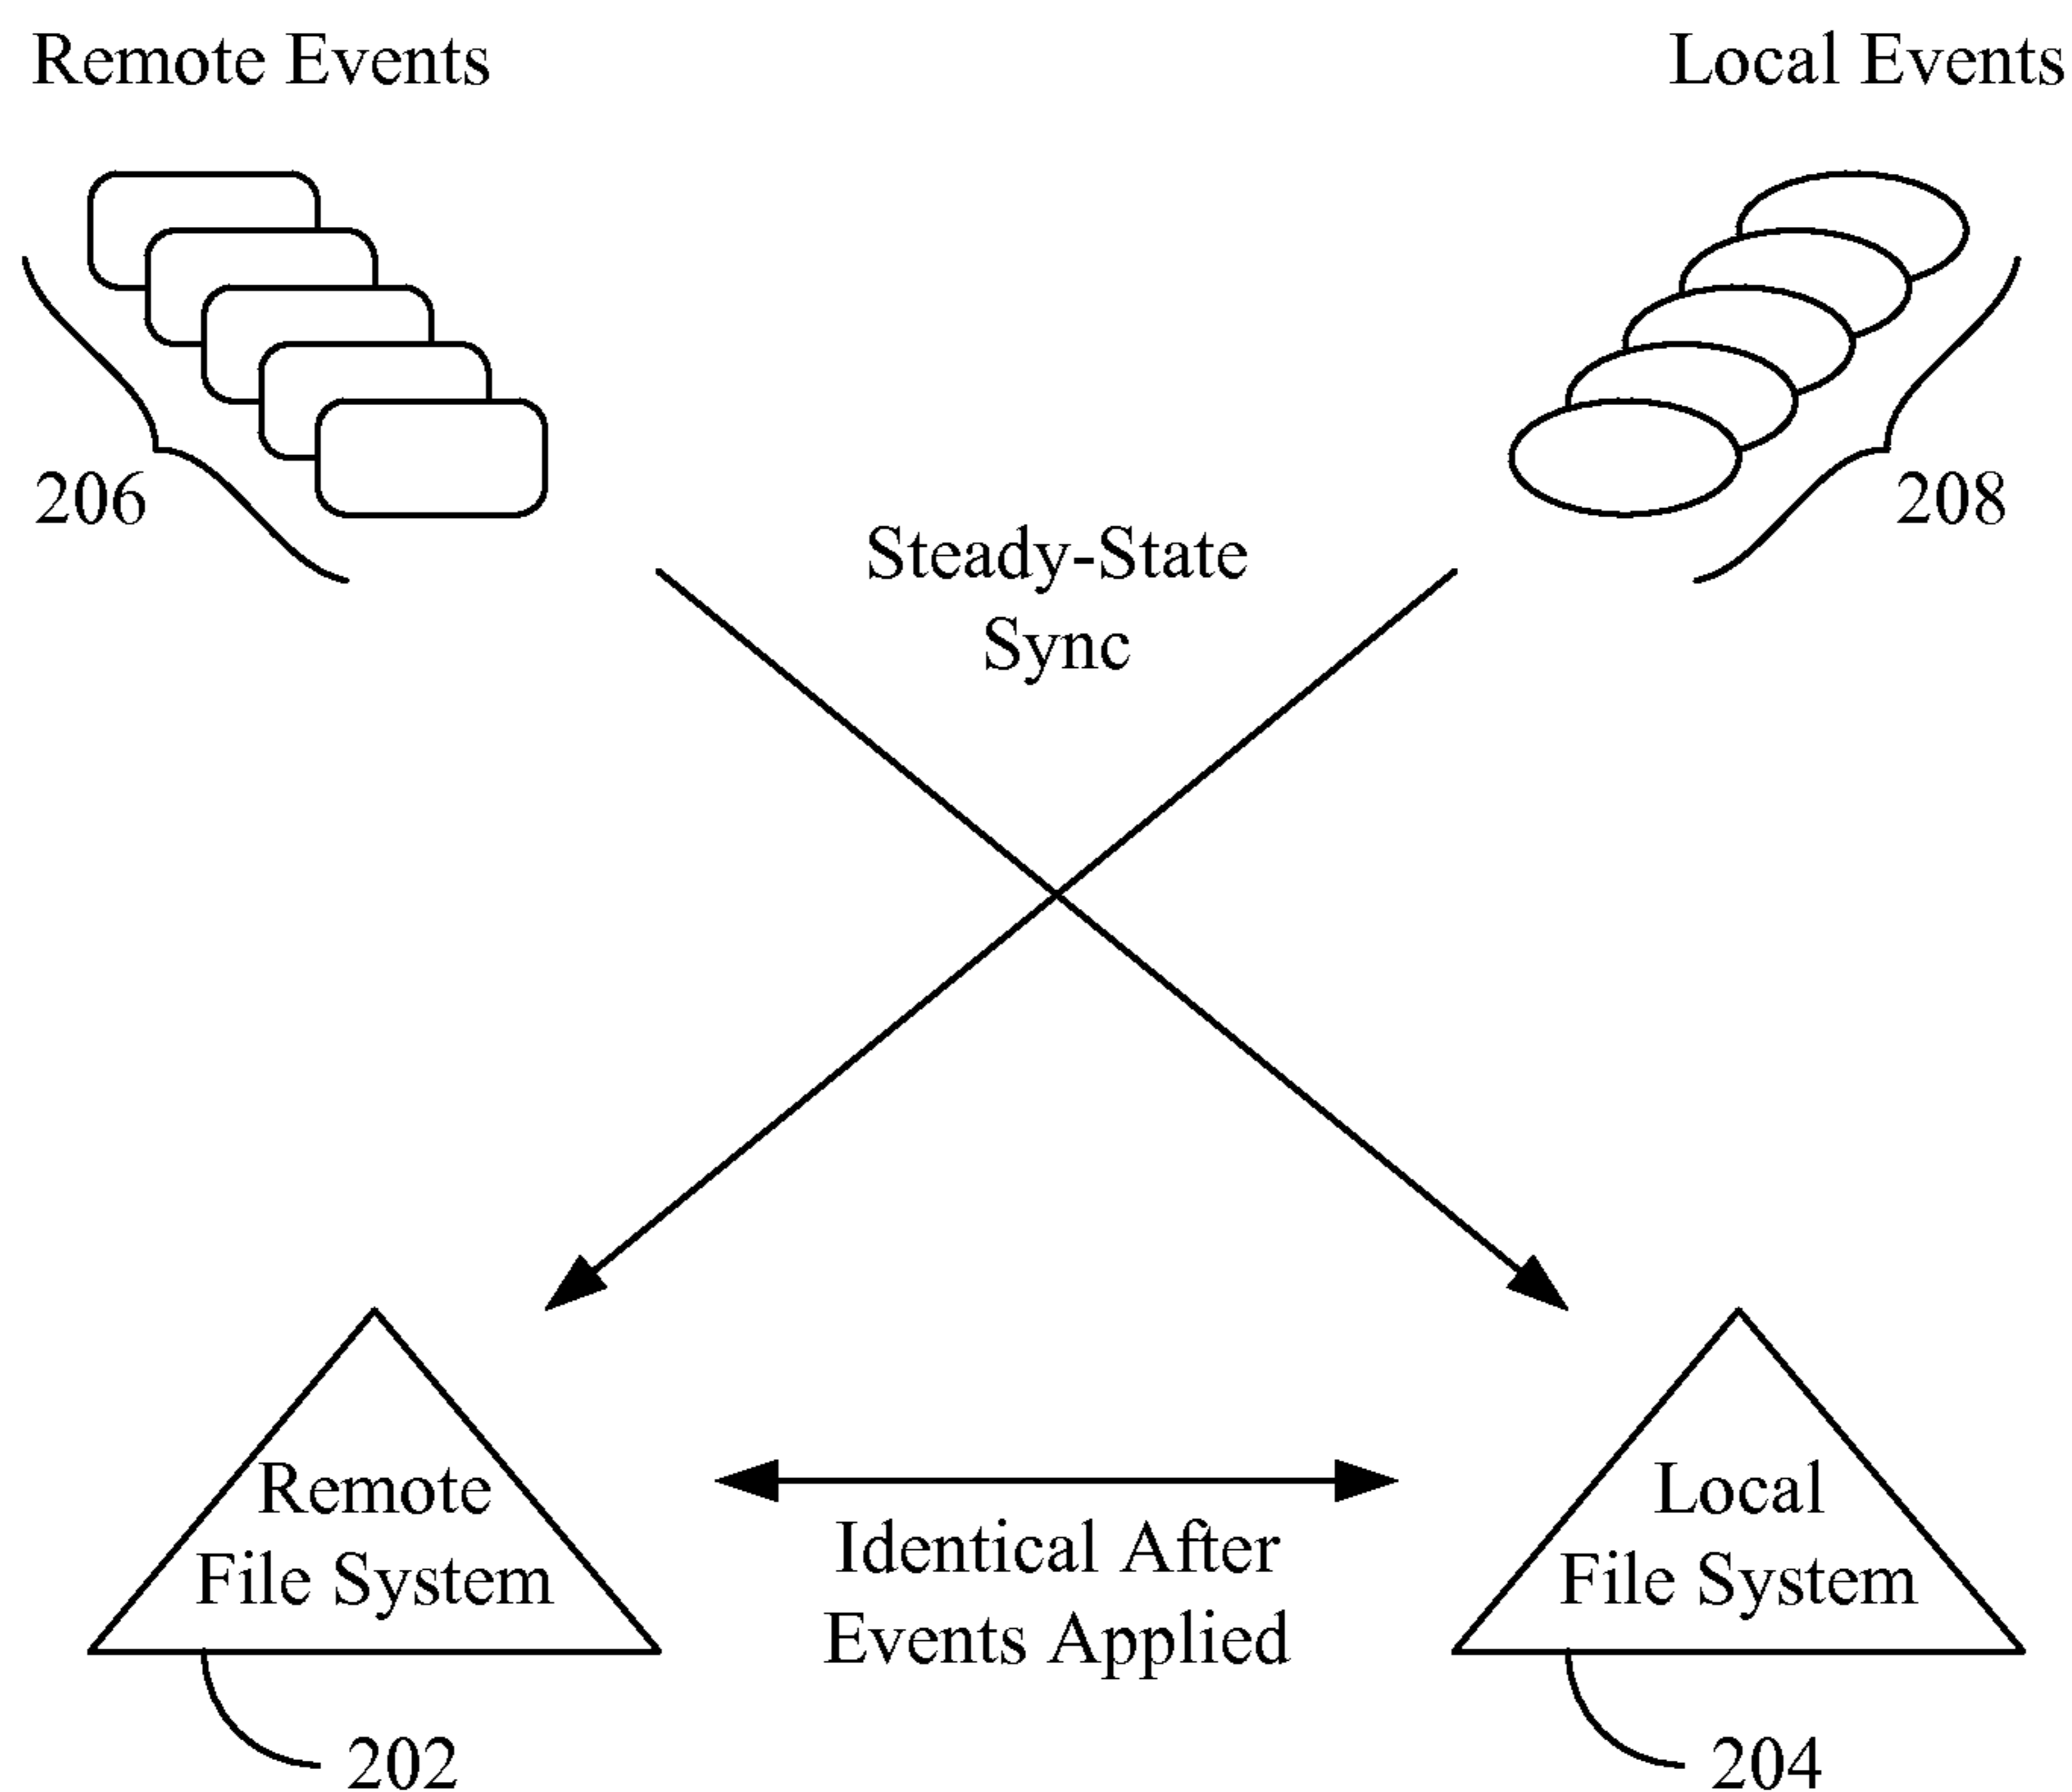 Remote Events
Local Events
206
208
Steady-State
Sync
Remote
File System
Identical After
Events Applied
Local
File System
202
204